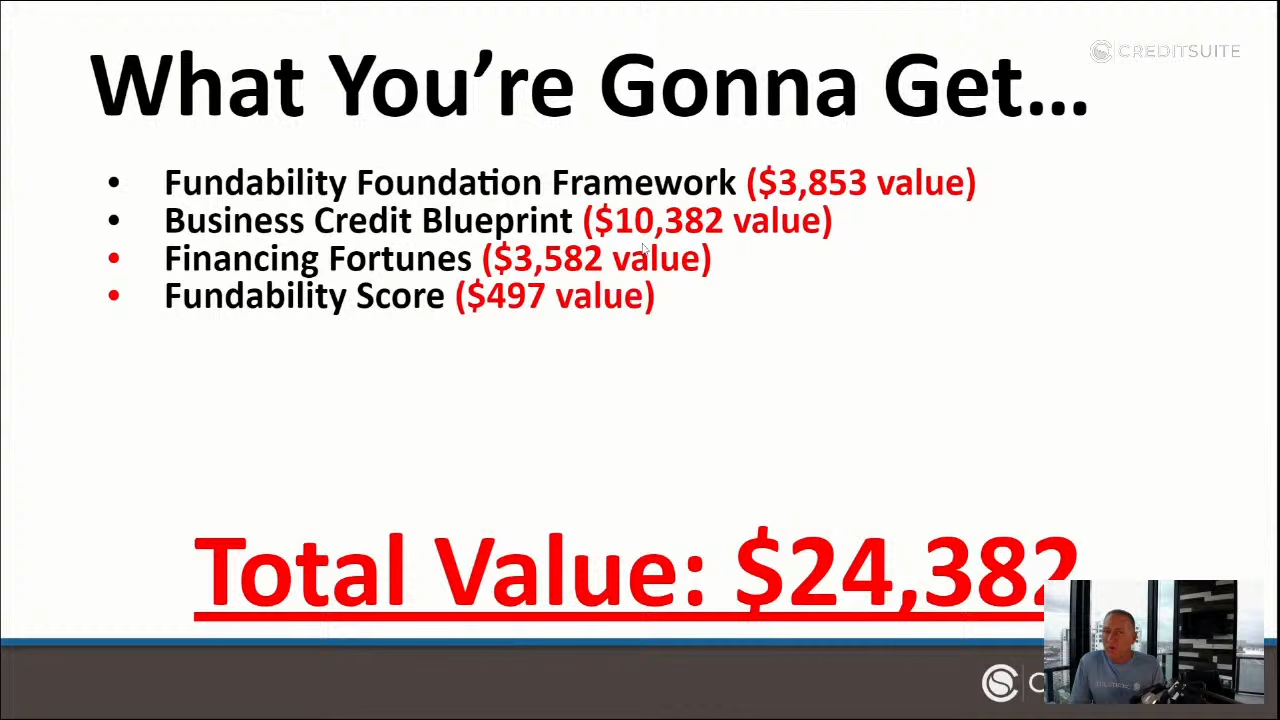 CREDITSUITE
What You're Gonna Get...
• Fundability Foundation Framework ($3,853 value)
• Business Credit Blueprint ($10,382 value)
• Financing Fortunes ($3,582 value)
• Fundability Score ($497 value)
Total Value: $24,382